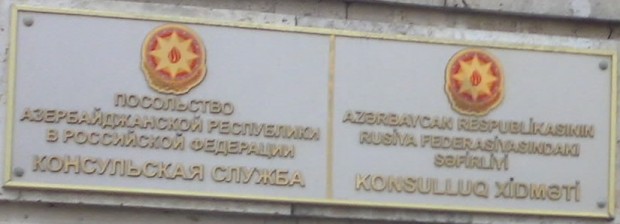 ПОСОЛЬСТВО
АЗЕРБАЙДЖАНСКОЙ РЕСПУБЛИКИ
В РОССИЙСКОЙ ФЕДЕРАЦИИ
КОНСУЛЬСКАЯ СЛУЖБА
AZƏRBAYCAN RESPUBLİKASININ
RUSİYA FEDERASİYASINDAKI
SƏFİRLİYİ
KONSULLUQ XİDMƏTİ